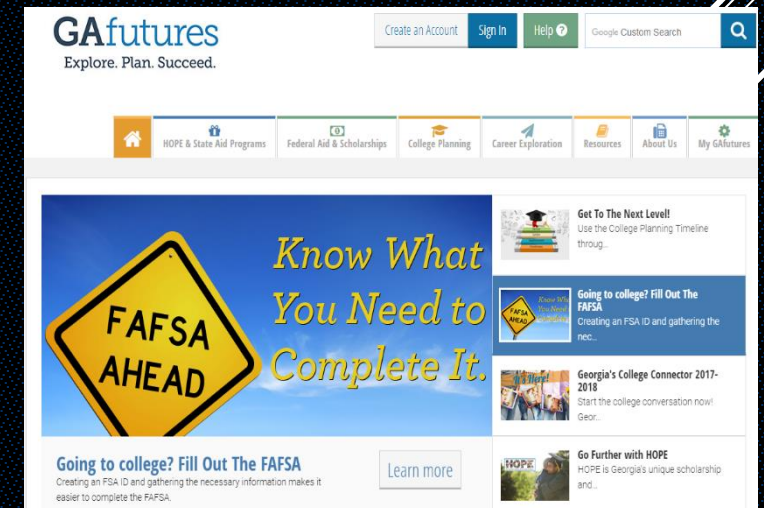 GAfutures
Explore. Plan. Succeed.
Create an Account
Sign In
Help ?
Google Custom Search
HOPE & State Aid Programs
Federal Aid & Scholarships
College Planning
Career Exploration
Resources
About Us
My GAfutures
FAFSA
AHEAD
Know What
You Need to
Complete It.
Going to college? Fill Out The FAFSA
Creating an FSA ID and gathering the necessary information makes it
easier to complete the FAFSA.
Learn more
Get To The Next Level!
Use the College Planning Timeline
throug...
FAFSA
AHEAD
Going to college? Fill Out The
FAFSA
Creating an FSA ID and gathering the
nec...
It's Here!
Georgia's College Connector 2017-
2018
Start the college conversation now!
Geor...
HOPE
Go Further with HOPE
HOPE is Georgia's unique scholarship
and...